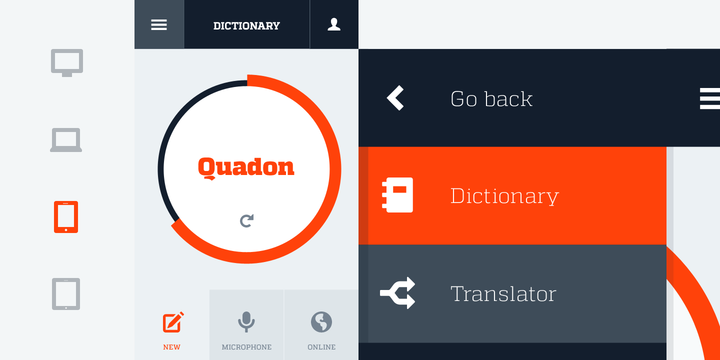 DICTIONARY
Quadon
NEW
MICROPHONE
ONLINE
Go back
Dictionary
Translator